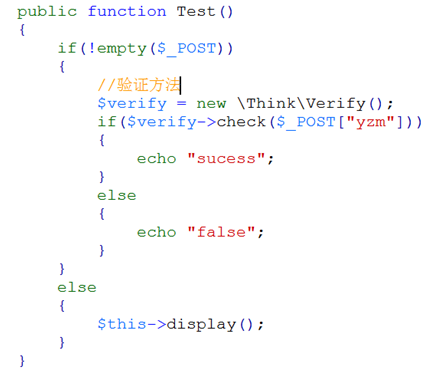 public function Test()
{
    if(!empty($_POST))
    {
        //验证方法
        $verify = new \Think\Verify();
        if($verify->check($_POST["yzm"]))
        {
            echo "sucess";
        }
        else
        {
            echo "false";
        }
    }
    else
    {
        $this->display();
    }
}